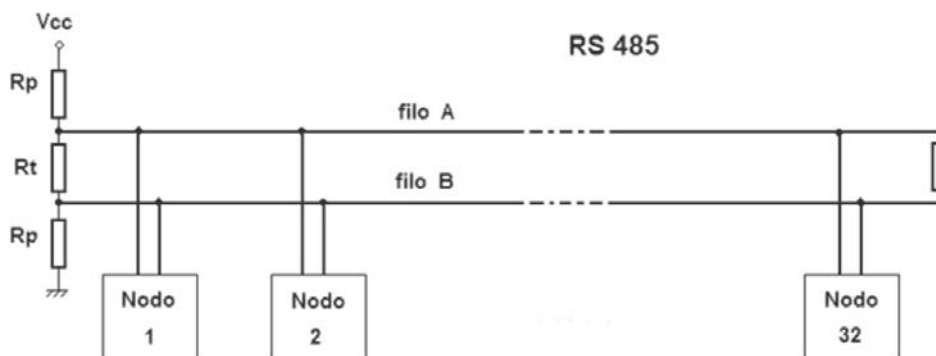 Vcc
RS 485
Rp
filo A
Rt
filo B
Rp
Nodo
1
Nodo
2
Nodo
32